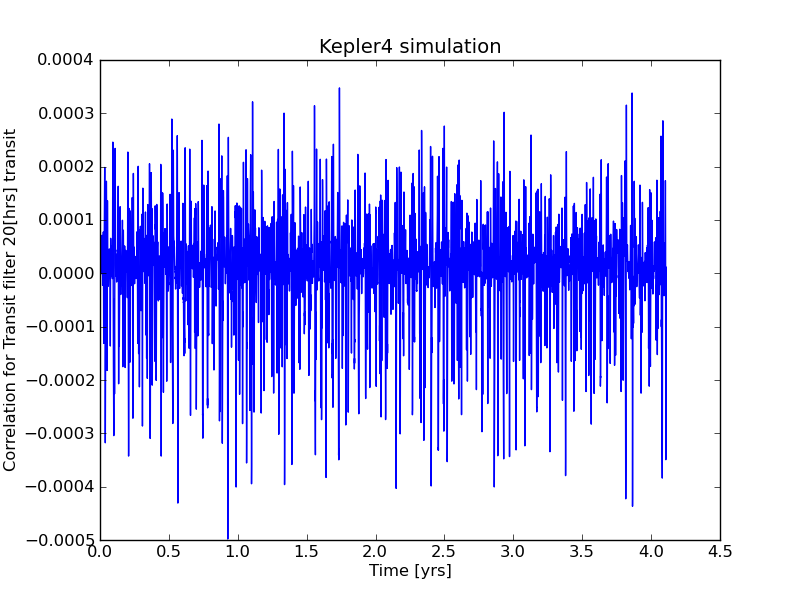 Kepler4 simulation
0.0004
0.0003
0.0002
0.0001
0.0000
−0.0001
−0.0002
−0.0003
−0.0004
−0.0005
Correlation for Transit filter 20[hrs] transit
0.0 0.5 1.0 1.5 2.0 2.5 3.0 3.5 4.0 4.5
Time [yrs]